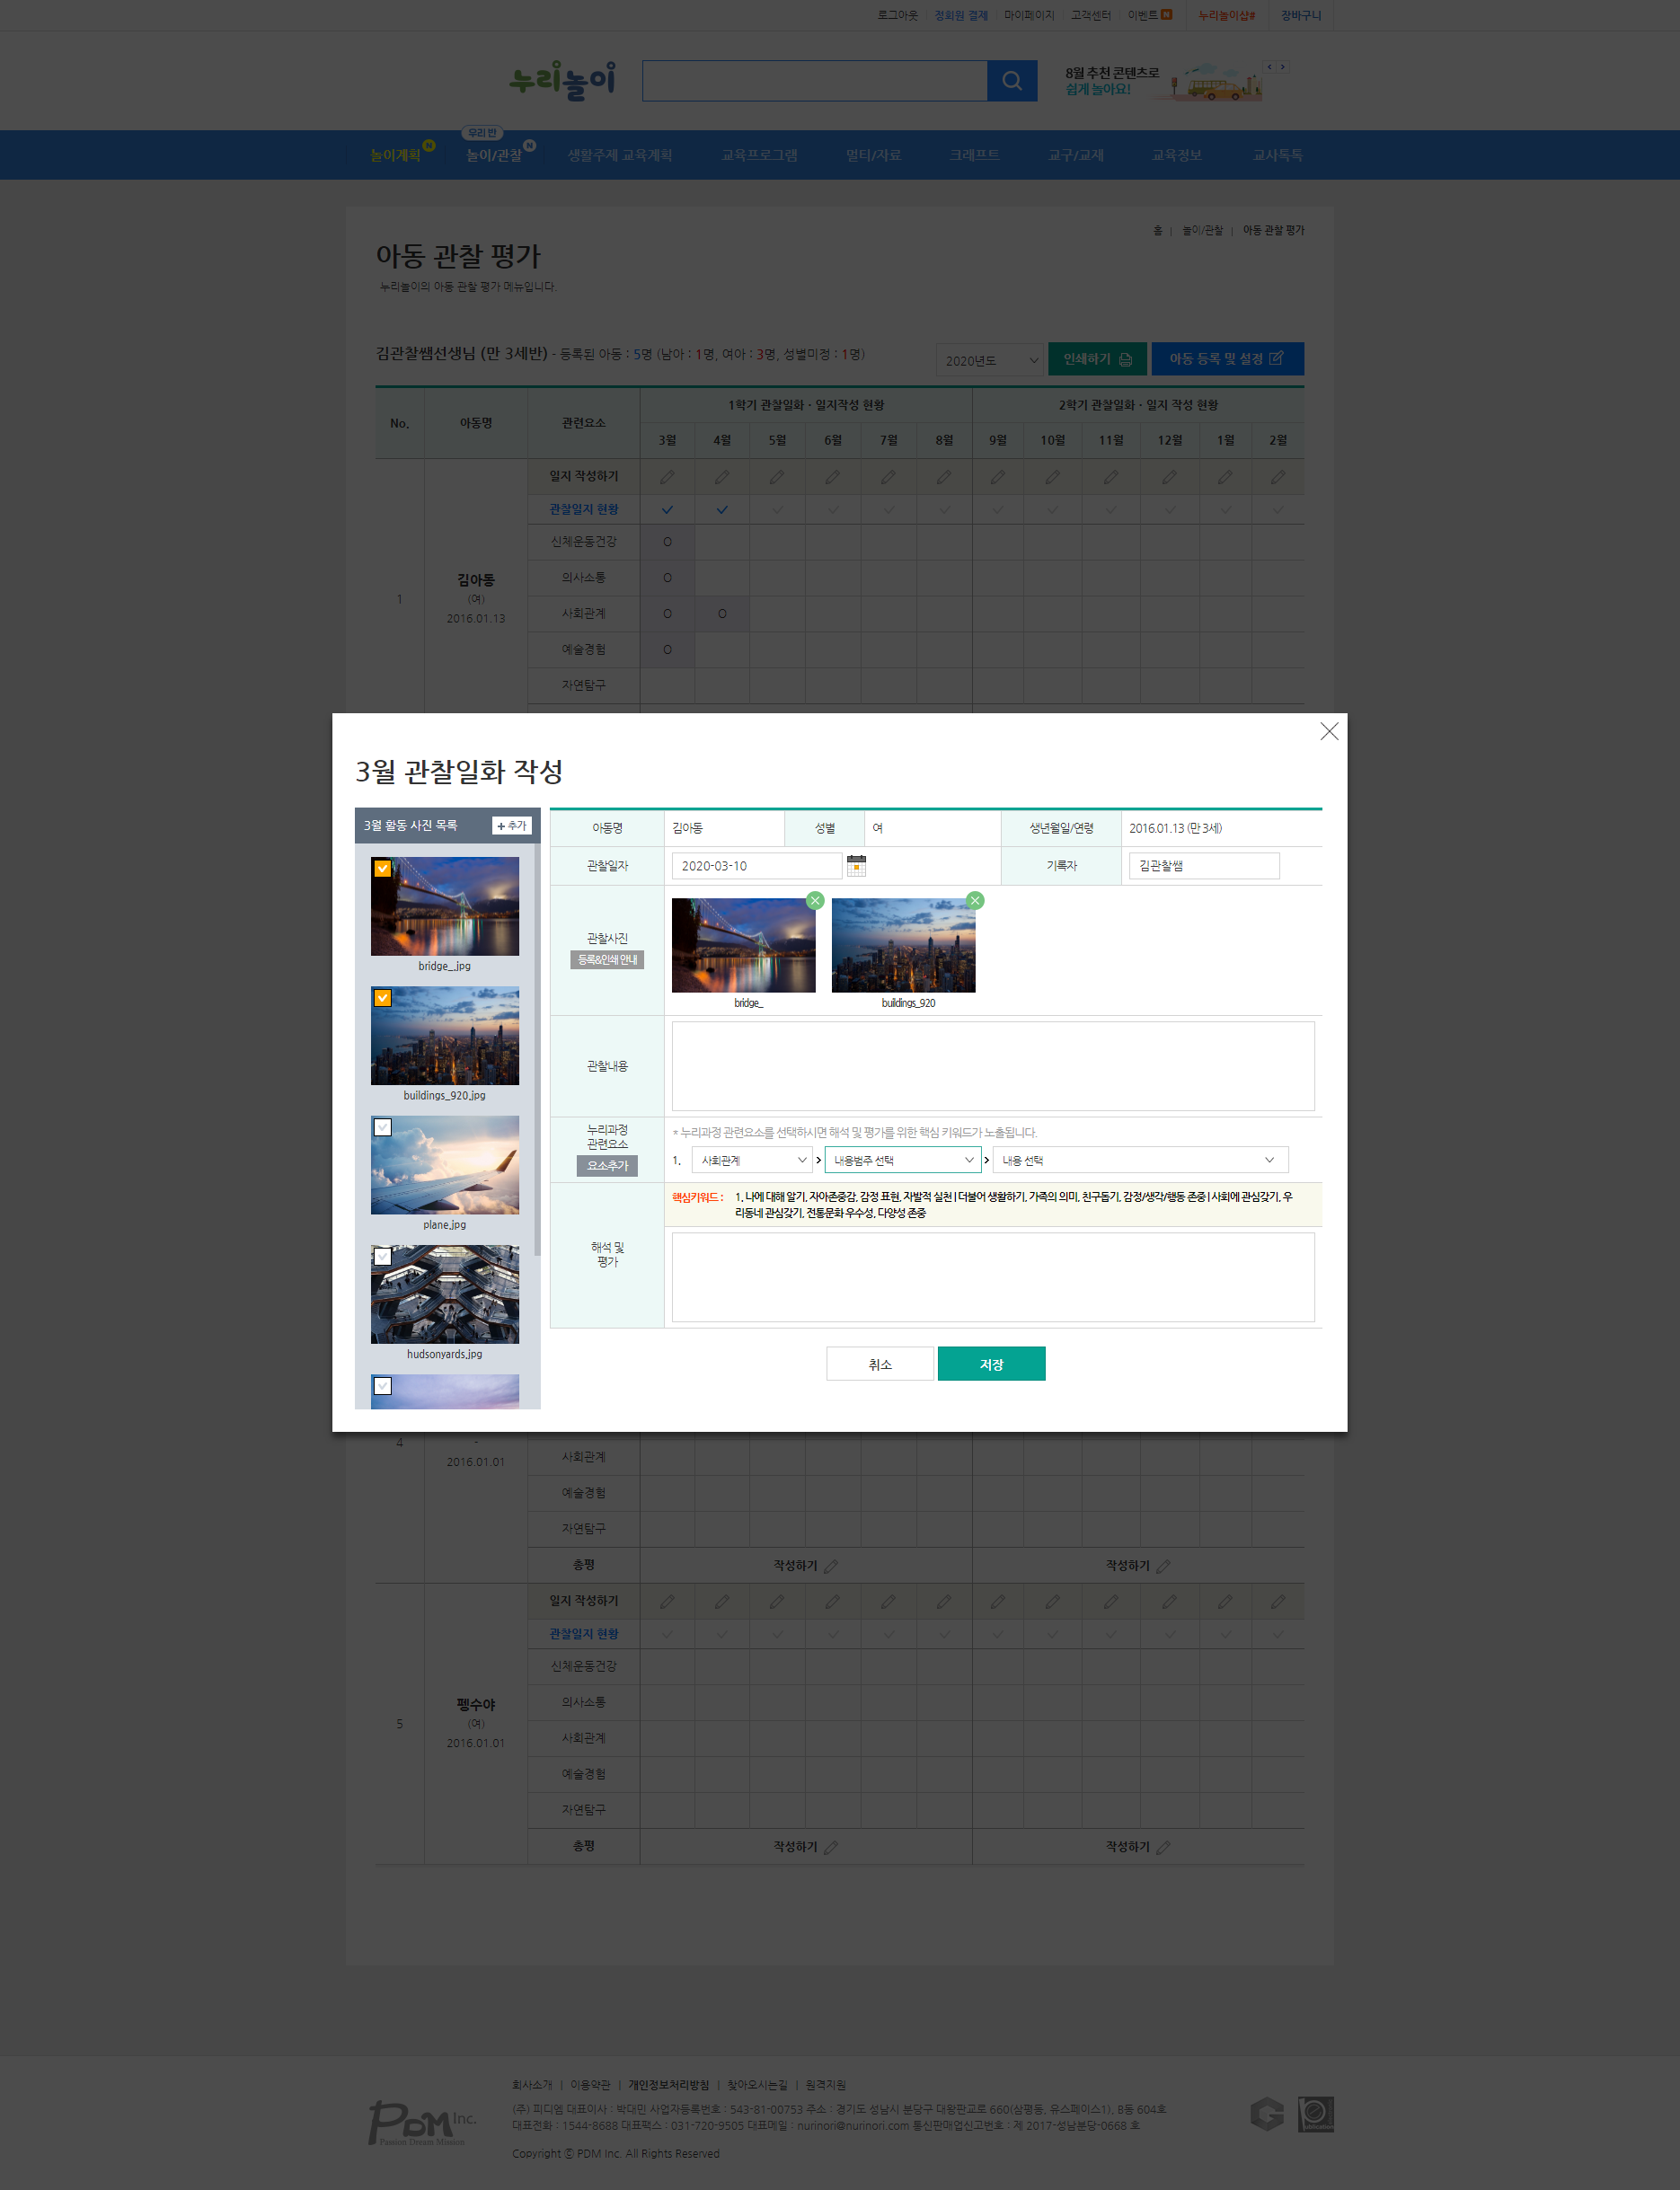 로그아웃 정회원 결제 마이페이지 고객센터 이벤트 N 누리놀이샵# 장바구니
누리놀이
8월 추천 콘텐츠로
쉽게 놀아요!
우리 반
놀이계획 N 놀이/관찰 N 생활주제 교육계획 교육프로그램 멀티/자료 크래프트 교구/교재 교육정보 교사톡톡
홈 | 놀이/관찰 | 아동 관찰 평가
아동 관찰 평가
누리놀이의 아동 관찰 평가 메뉴입니다.
김관찰쌤선생님 (만 3세반) - 등록된 아동 : 5명 (남아 : 1명, 여아 : 3명, 성별미정 : 1명)
2020년도 인쇄하기 아동 등록 및 설정
No. 아동명 관련요소 1학기 관찰일화 · 일지작성 현황 2학기 관찰일화 · 일지 작성 현황
3월 4월 5월 6월 7월 8월 9월 10월 11월 12월 1월 2월
일지 작성하기
관찰일지 현황
신체운동건강 O
의사소통 O
사회관계 O O
예술경험 O
자연탐구
1
김아동
(여)
2016.01.13
3월 관찰일화 작성
3월 활동 사진 목록 + 추가
bridge_.jpg
buildings_920.jpg
plane.jpg
hudsonyards.jpg
아동명 김아동 성별 여 생년월일/연령 2016.01.13 (만 3세)
관찰일자 2020-03-10 기록자 김관찰쌤
관찰사진
등록&인쇄 안내
bridge_ buildings_920
관찰내용
누리과정
관련요소
요소추가
* 누리과정 관련요소를 선택하시면 해석 및 평가를 위한 핵심 키워드가 노출됩니다.
1. 사회관계 > 내용범주 선택 > 내용 선택
핵심키워드 : 1. 나에 대해 알기, 자아존중감, 감정 표현, 자발적 실천 | 더불어 생활하기, 가족의 의미, 친구돕기, 감정/생각/행동 존중 | 사회에 관심갖기, 우
리동네 관심갖기, 전통문화 우수성, 다양성 존중
해석 및
평가
취소 저장
4
-
2016.01.01
사회관계
예술경험
자연탐구
총평 작성하기 작성하기
일지 작성하기
관찰일지 현황
신체운동건강
의사소통
사회관계
예술경험
자연탐구
총평 작성하기 작성하기
5
펭수야
(여)
2016.01.01
회사소개 | 이용약관 | 개인정보처리방침 | 찾아오시는길 | 원격지원
(주) 피디엠 대표이사 : 박대민 사업자등록번호 : 543-81-00753 주소 : 경기도 성남시 분당구 대왕판교로 660(삼평동, 유스페이스1), B동 604호
대표전화 : 1544-8688 대표팩스 : 031-720-9505 대표메일 : nurinori@nurinori.com 통신판매업신고번호 : 제 2017-성남분당-0668 호
Copyright ⓒ PDM Inc. All Rights Reserved
PDM Inc.
Passion Dream Mission